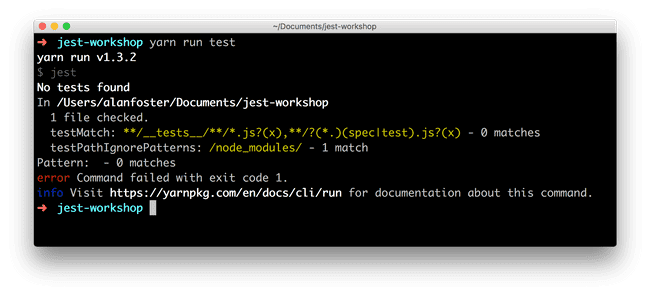 ~/Documents/jest-workshop
➜ jest-workshop yarn run test
yarn run v1.3.2
$ jest
No tests found
In /Users/alanfoster/Documents/jest-workshop
  1 file checked.
  testMatch: **/__tests__/**/*.js?(x),**/?(*.)(spec|test).js?(x) - 0 matches
  testPathIgnorePatterns: /node_modules/ - 1 match
Pattern:  - 0 matches
error Command failed with exit code 1.
info Visit https://yarnpkg.com/en/docs/cli/run for documentation about this command.
➜ jest-workshop